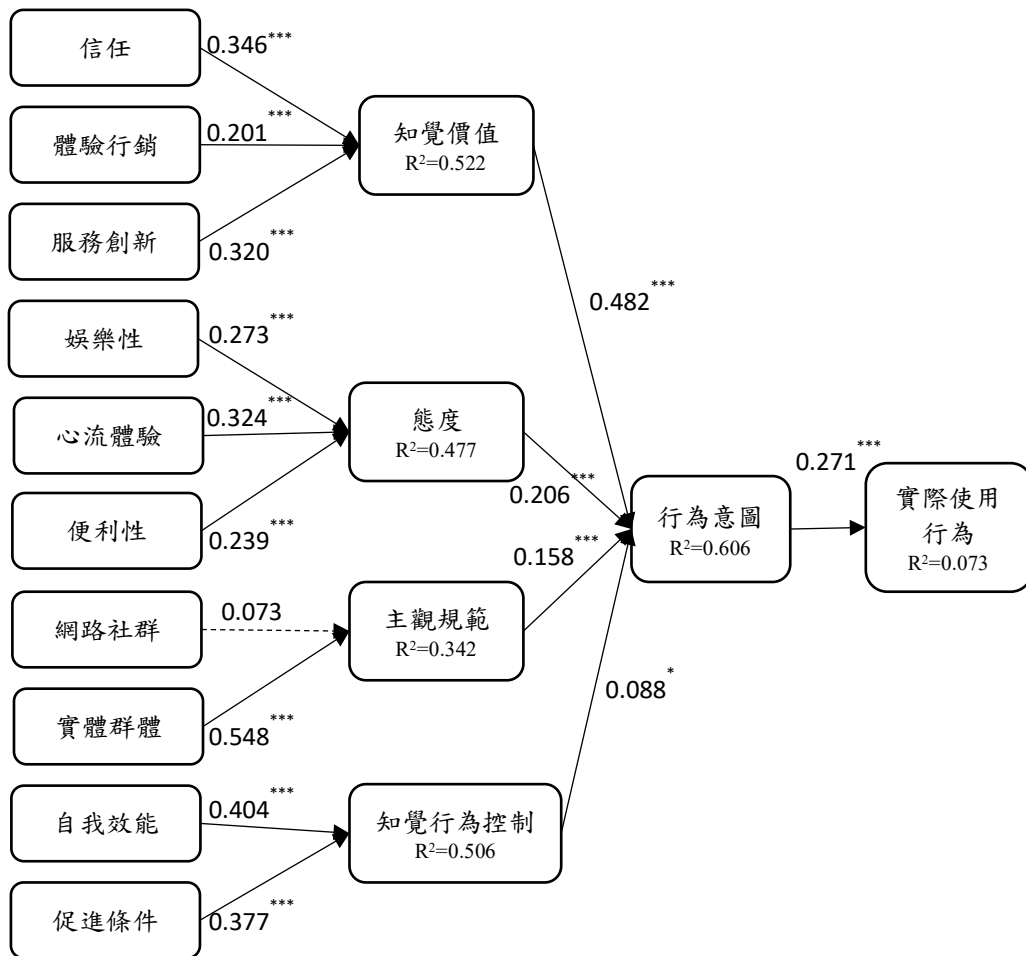 信任
0.346***
體驗行銷
0.201***
服務創新
0.320***
知覺價值
R²=0.522
0.482***
娛樂性
0.273***
心流體驗
0.324***
便利性
0.239***
態度
R²=0.477
0.206***
網路社群
0.073
實體群體
0.548***
主觀規範
R²=0.342
0.158***
自我效能
0.404***
促進條件
0.377***
知覺行為控制
R²=0.506
0.088*
行為意圖
R²=0.606
0.271***
實際使用
行為
R²=0.073